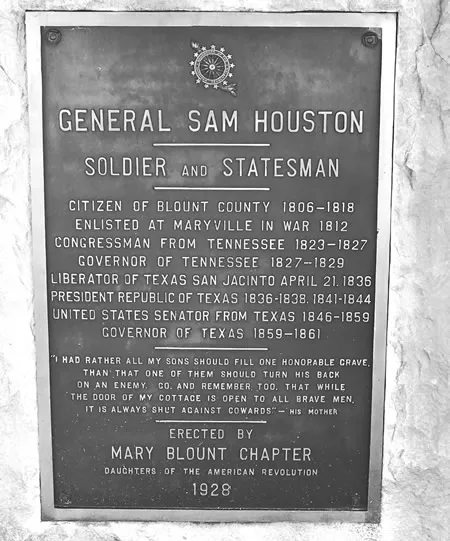 GENERAL SAM HOUSTON
SOLDIER AND STATESMAN
CITIZEN OF BLOUNT COUNTY 1806-1818
ENLISTED AT MARYVILLE IN WAR 1812
CONGRESSMAN FROM TENNESSEE 1823-1827
GOVERNOR OF TENNESSEE 1827-1829
LIBERATOR OF TEXAS SAN JACINTO APRIL 21, 1836
PRESIDENT REPUBLIC OF TEXAS 1836-1838, 1841-1844
UNITED STATES SENATOR FROM TEXAS 1846-1859
GOVERNOR OF TEXAS 1859-1861
"I HAD RATHER ALL MY SONS SHOULD FILL ONE HONORABLE GRAVE,
THAN THAT ONE OF THEM SHOULD TURN HIS BACK
ON AN ENEMY. GO, AND REMEMBER, TOO, THAT WHILE
THE DOOR OF MY COTTAGE IS OPEN TO ALL BRAVE MEN,
IT IS ALWAYS SHUT AGAINST COWARDS" - HIS MOTHER
ERECTED BY
MARY BLOUNT CHAPTER
DAUGHTERS OF THE AMERICAN REVOLUTION
1928